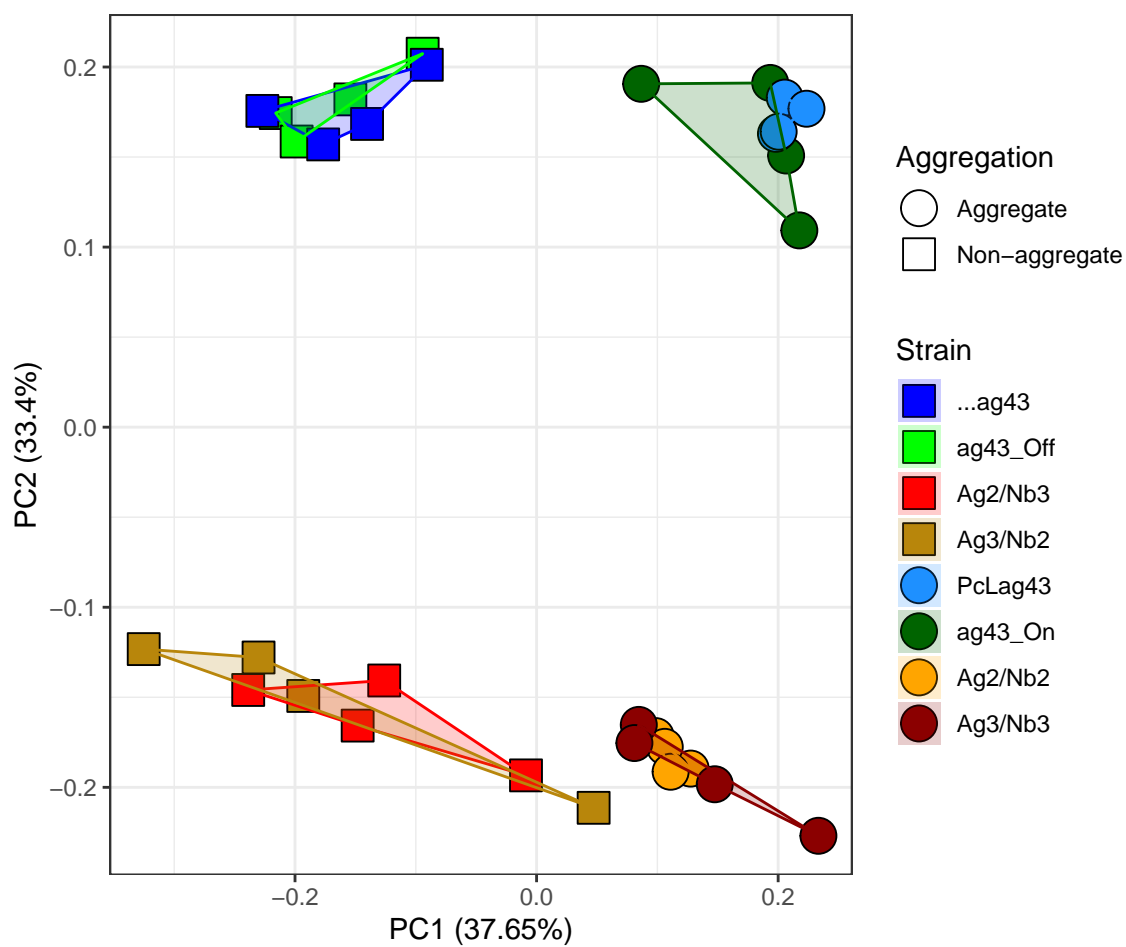 0.2
0.1
0.0
−0.1
−0.2
PC2 (33.4%)
−0.2
0.0
0.2
PC1 (37.65%)
Aggregation
Aggregate
Non−aggregate
Strain
...ag43
ag43_Off
Ag2/Nb3
Ag3/Nb2
PcLag43
ag43_On
Ag2/Nb2
Ag3/Nb3